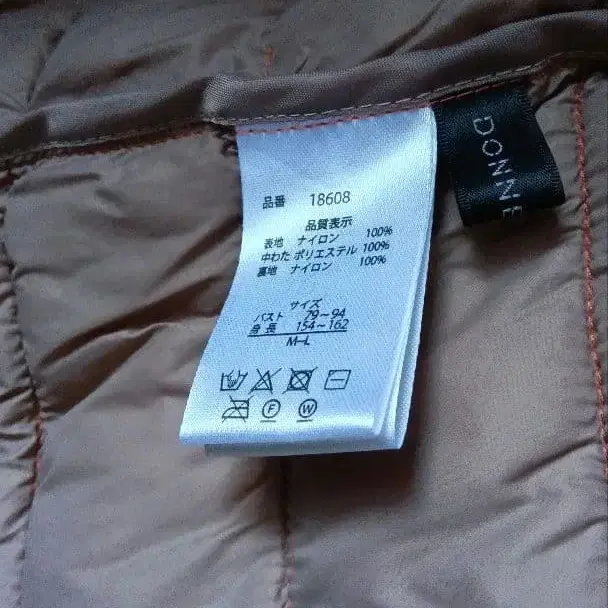 品番 18608
品質表示
表地 ナイロン 100%
中わた ポリエステル 100%
裏地 ナイロン 100%
サイズ
バスト 79~94
身長 154~162
M-L
F W
DONNE